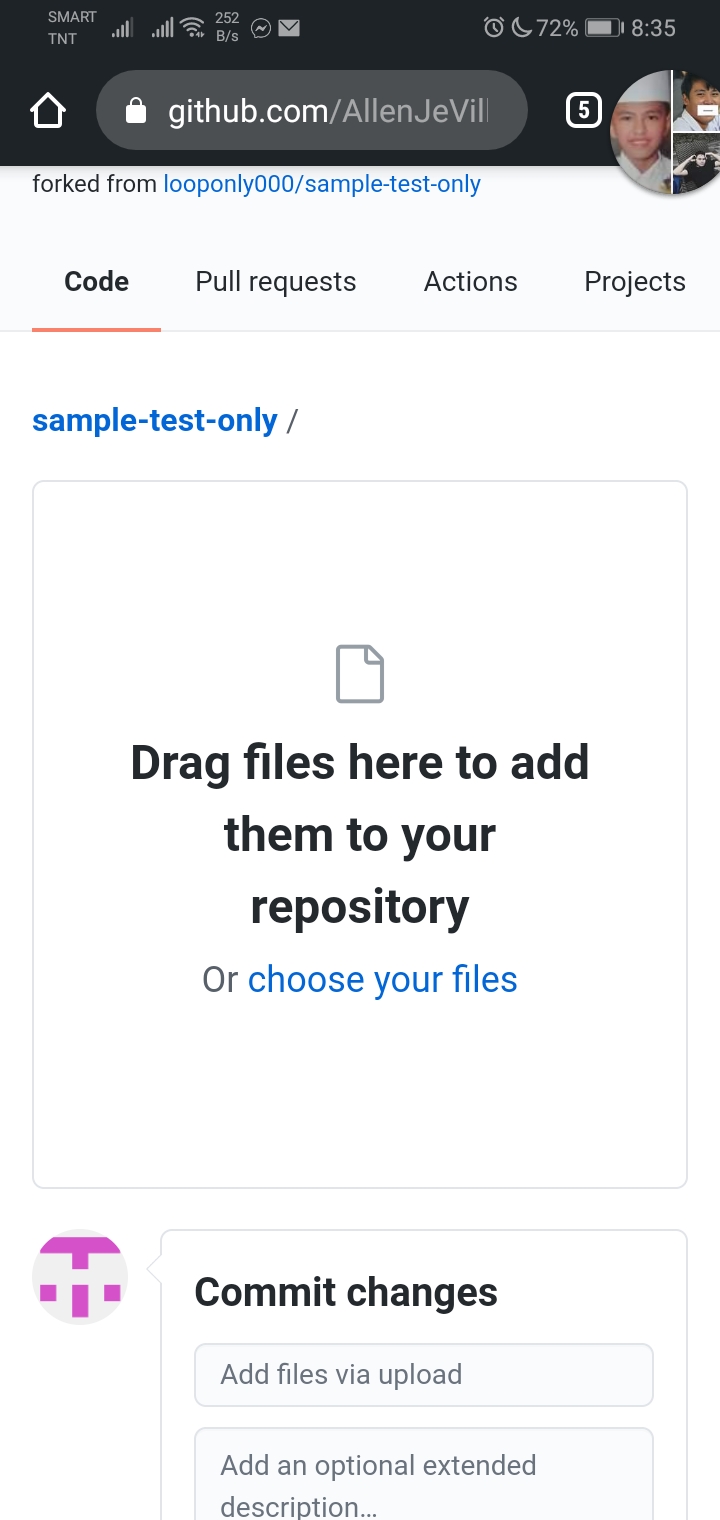 SMART
TNT
252
B/s
72%
8:35
github.com/AllenJeVill
5
forked from looponly000/sample-test-only
Code Pull requests Actions Projects
sample-test-only /
Drag files here to add
them to your
repository
Or choose your files
Commit changes
Add files via upload
Add an optional extended
description…